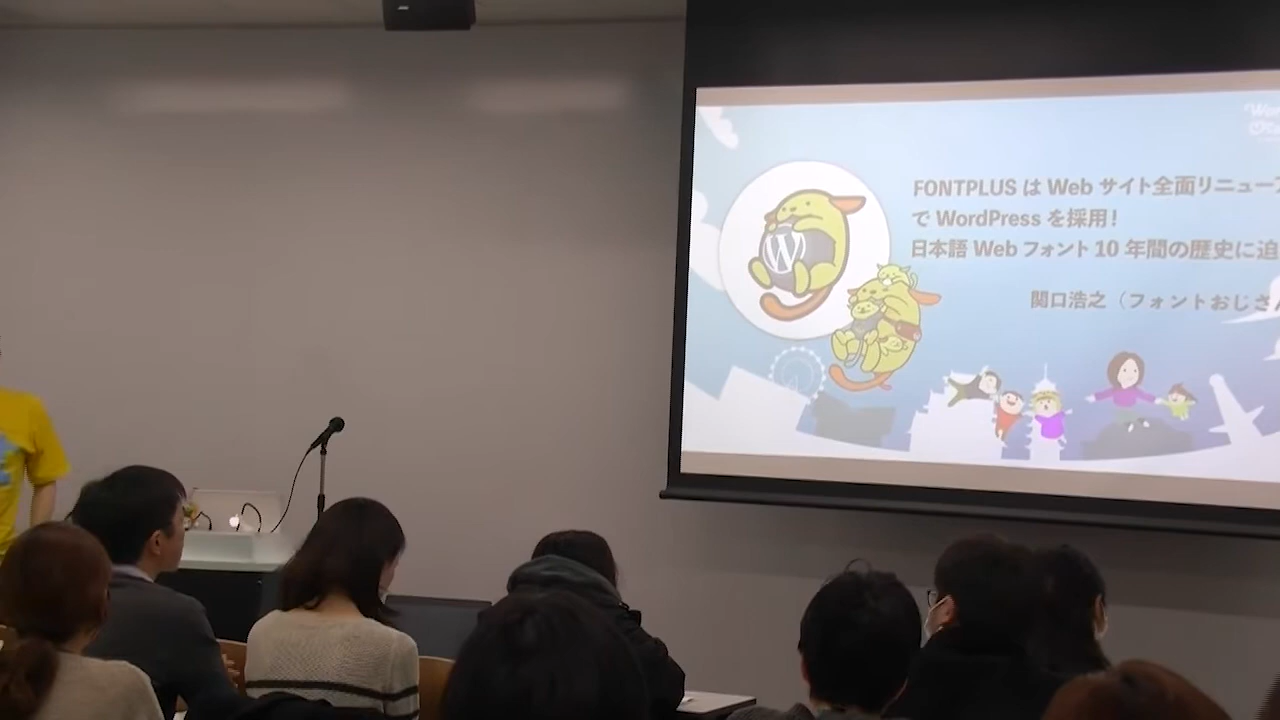 FONTPLUS は Web サイト全面リニュー
で WordPress を採用!
日本語 Web フォント 10 年間の歴史に迫
関口浩之(フォントおじさ
W